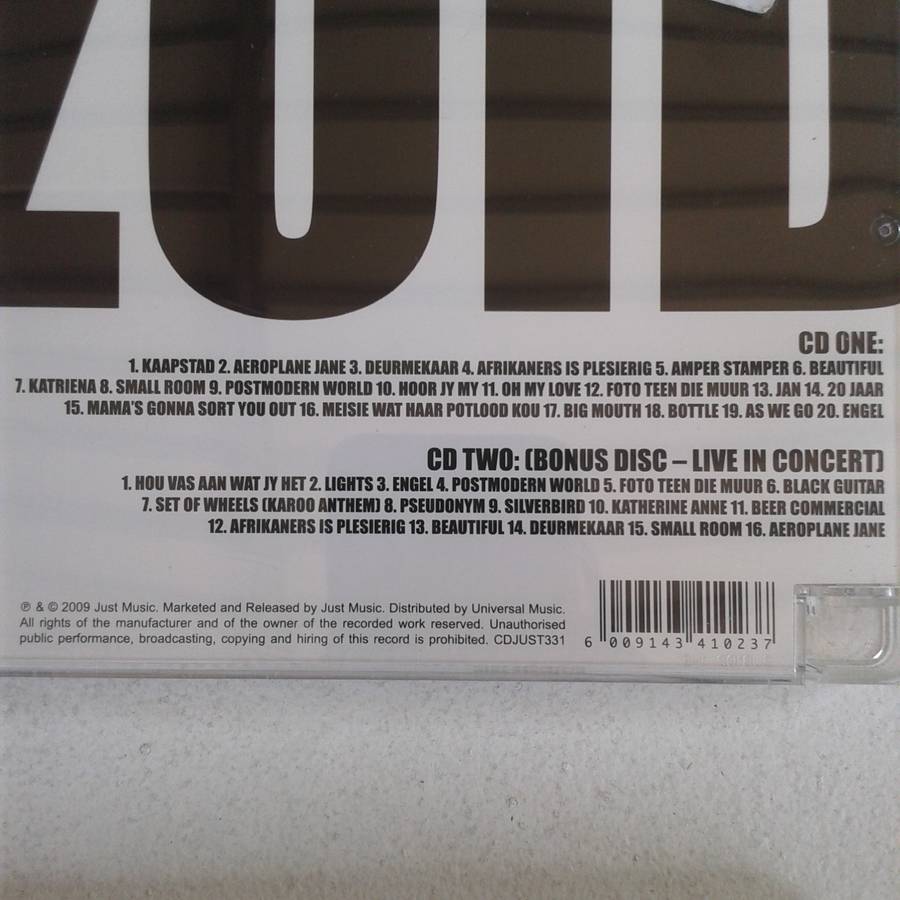 ZOID
CD ONE:
1. KAAPSTAD 2. AEROPLANE JANE 3. DEURMEKAAR 4. AFRIKANERS IS PLESIERIG 5. AMPER STAMPER 6. BEAUTIFUL
7. KATRIENA 8. SMALL ROOM 9. POSTMODERN WORLD 10. HOOR JY MY 11. OH MY LOVE 12. FOTO TEEN DIE MUUR 13. JAN 14. 20 JAAR
15. MAMA'S GONNA SORT YOU OUT 16. MEISIE WAT HAAR POTLOOD KOU 17. BIG MOUTH 18. BOTTLE 19. AS WE GO 20. ENGEL
CD TWO: (BONUS DISC – LIVE IN CONCERT)
1. HOU VAS AAN WAT JY HET 2. LIGHTS 3. ENGEL 4. POSTMODERN WORLD 5. FOTO TEEN DIE MUUR 6. BLACK GUITAR
7. SET OF WHEELS (KAROO ANTHEM) 8. PSEUDONYM 9. SILVERBIRD 10. KATHERINE ANNE 11. BEER COMMERCIAL
12. AFRIKANERS IS PLESIERIG 13. BEAUTIFUL 14. DEURMEKAAR 15. SMALL ROOM 16. AEROPLANE JANE
℗ & © 2009 Just Music. Marketed and Released by Just Music. Distributed by Universal Music.
All rights of the manufacturer and of the owner of the recorded work reserved. Unauthorised
public performance, broadcasting, copying and hiring of this record is prohibited. CDJUST331
6 009143 410237